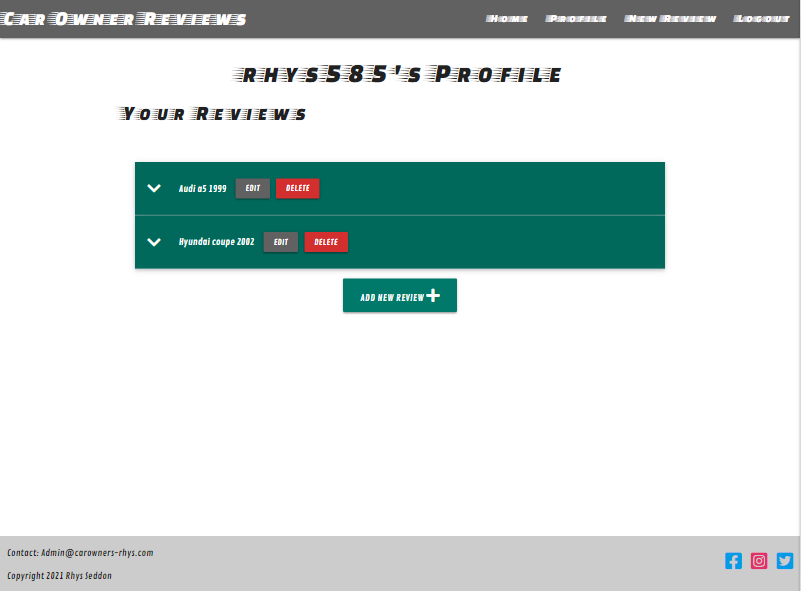 Car Owner Reviews
Home Profile New Review Logout
rhys585's Profile
Your Reviews
Audi a5 1999 EDIT DELETE
Hyundai coupe 2002 EDIT DELETE
ADD NEW REVIEW
Contact: Admin@carowners-rhys.com
Copyright 2021 Rhys Seddon